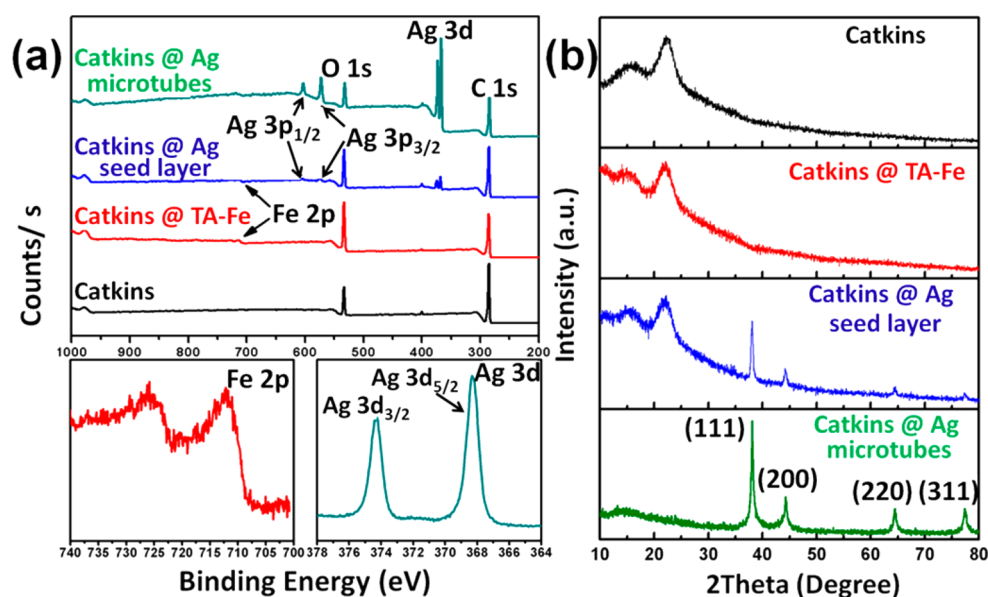 (a)
Catkins @ Ag
microtubes
O 1s
Ag 3d
C 1s
Ag 3p1/2
Ag 3p3/2
Catkins @ Ag
seed layer
Fe 2p
Catkins @ TA-Fe
Catkins
Counts/ s
1000 900 800 700 600 500 400 300 200
Fe 2p
740 735 730 725 720 715 710 705 700
Ag 3d
Ag 3d5/2
Ag 3d3/2
378 376 374 372 370 368 366 364
Binding Energy (eV)
(b)
Catkins
Catkins @ TA-Fe
Catkins @ Ag
seed layer
Catkins @ Ag
microtubes
(111)
(200)
(220) (311)
Intensity (a.u.)
10 20 30 40 50 60 70 80
2Theta (Degree)